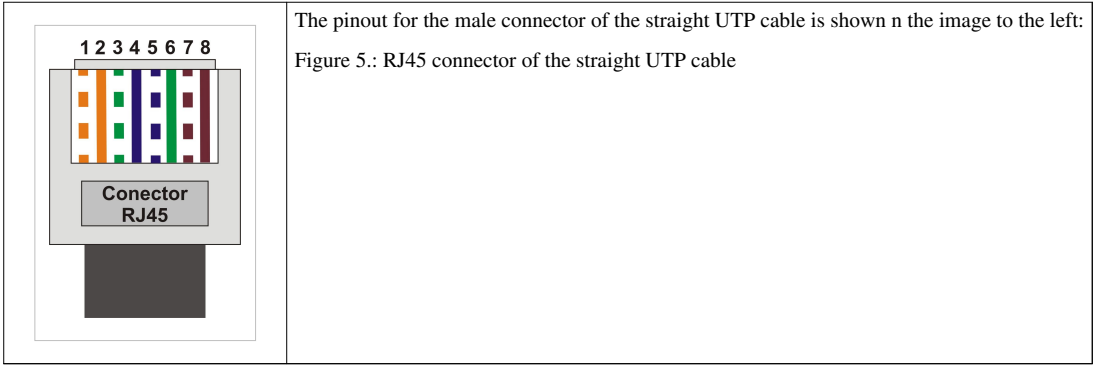 1 2 3 4 5 6 7 8
Conector
RJ45
The pinout for the male connector of the straight UTP cable is shown n the image to the left:
Figure 5.: RJ45 connector of the straight UTP cable